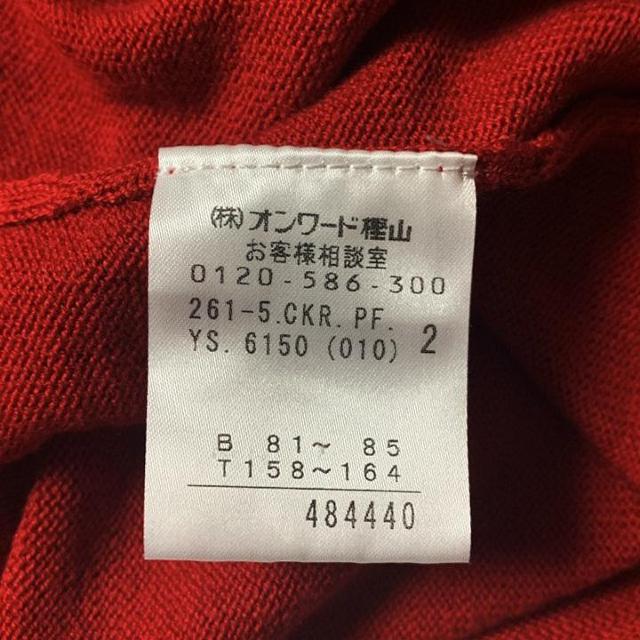 (株)オンワード樫山
お客様相談室
0120-586-300
261-5.CKR.PF.
YS.6150 (010) 2
B 81～ 85
T158～164
484440